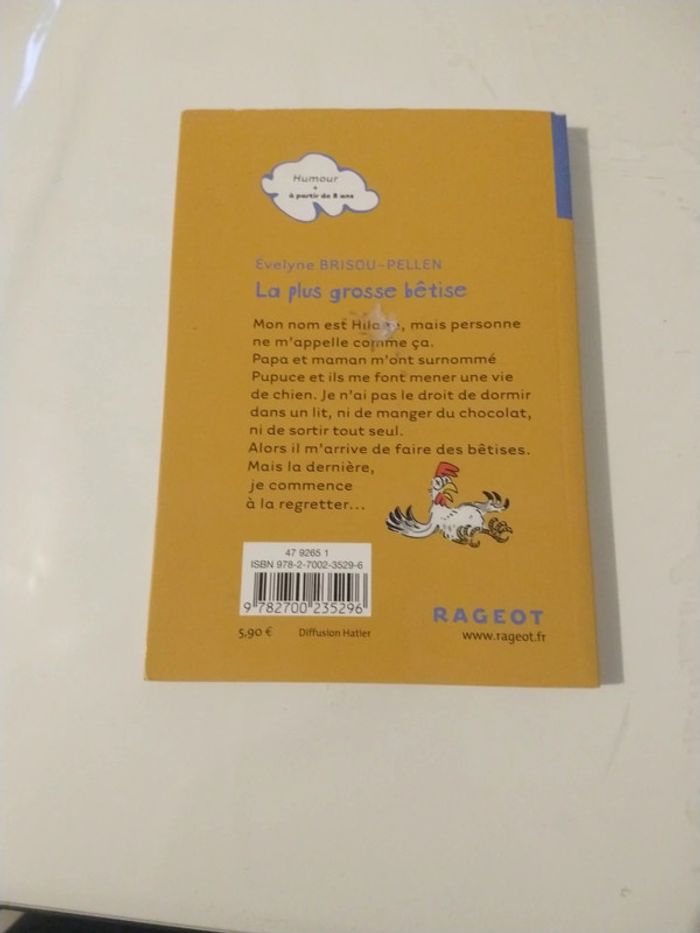 Humour
+
à partir de 8 ans
Evelyne BRISOU-PELLEN
La plus grosse bêtise
Mon nom est, mais personne
ne m'appelle comme ça.
Papa et maman m'ont surnommé
Pupuce et ils me font mener une vie
de chien. Je n'ai pas le droit de dormir
dans un lit, ni de manger du chocolat,
ni de sortir tout seul.
Alors il m'arrive de faire des bêtises.
Mais la dernière,
je commence
à la regretter...
47 9265 1
ISBN 978-2-7002-3529-6
9 782700 235296
5,90 €
Diffusion Hatier
RAGEOT
www.rageot.fr